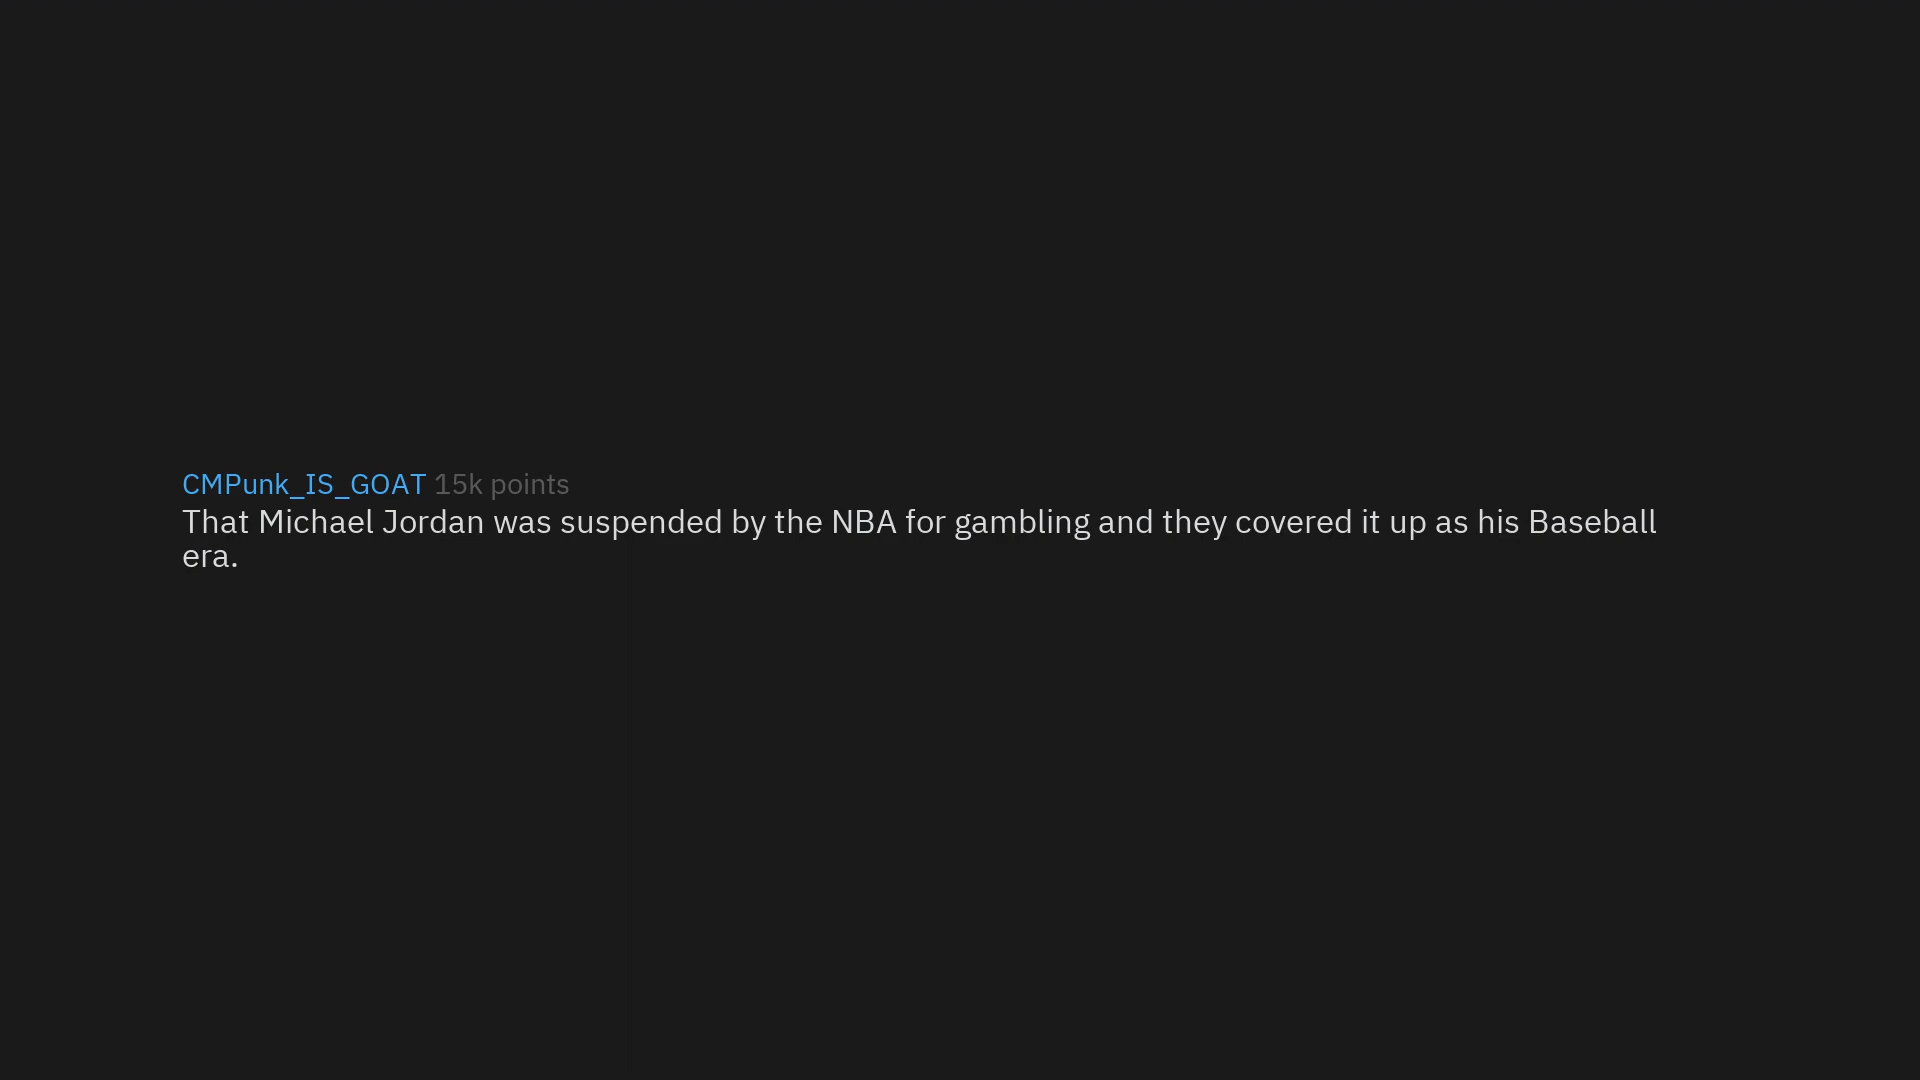 CMPunk_IS_GOAT 15k points
That Michael Jordan was suspended by the NBA for gambling and they covered it up as his Baseball
era.